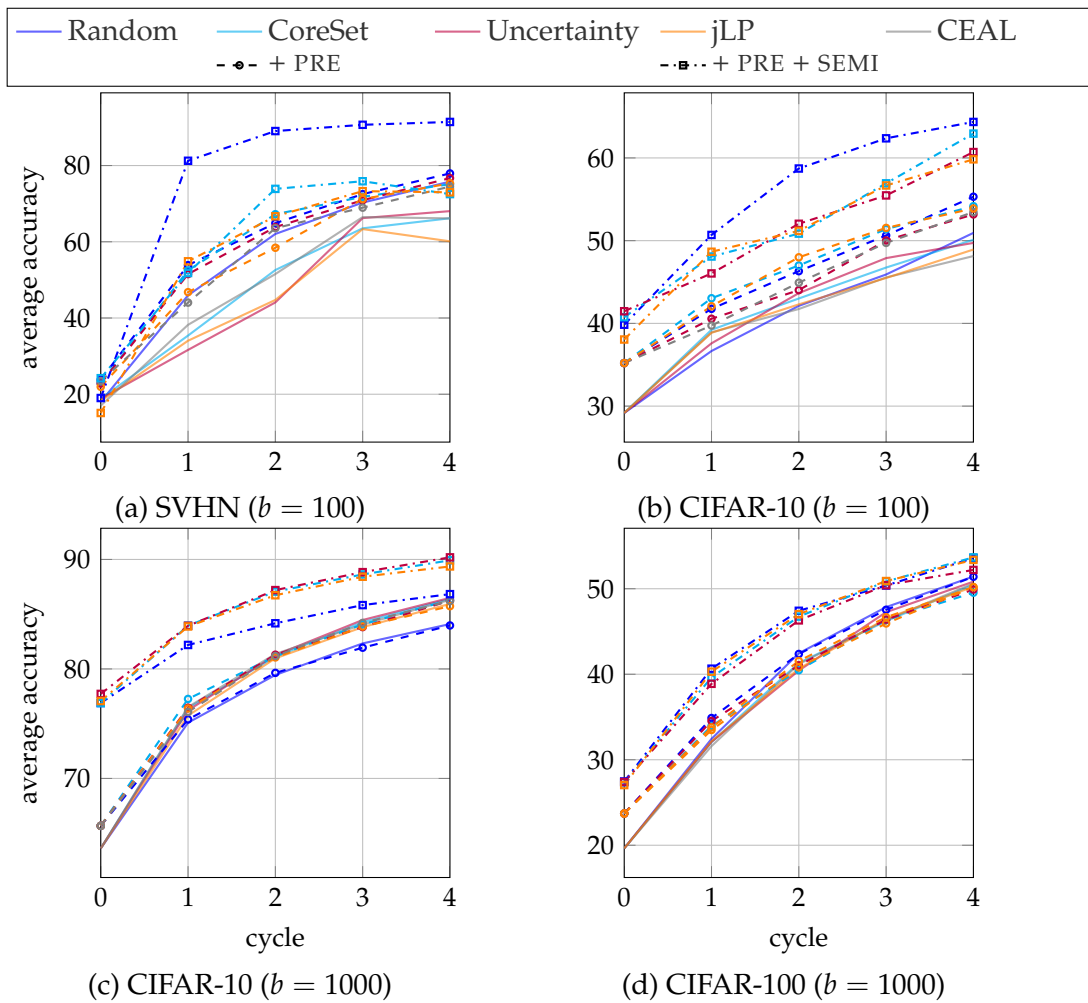 Random CoreSet Uncertainty jLP CEAL
+ PRE + PRE + SEMI
80
60
40
20
average accuracy
0 1 2 3 4
(a) SVHN (b = 100)
60
50
40
30
0 1 2 3 4
(b) CIFAR-10 (b = 100)
90
80
70
average accuracy
0 1 2 3 4
cycle
(c) CIFAR-10 (b = 1000)
50
40
30
20
0 1 2 3 4
cycle
(d) CIFAR-100 (b = 1000)